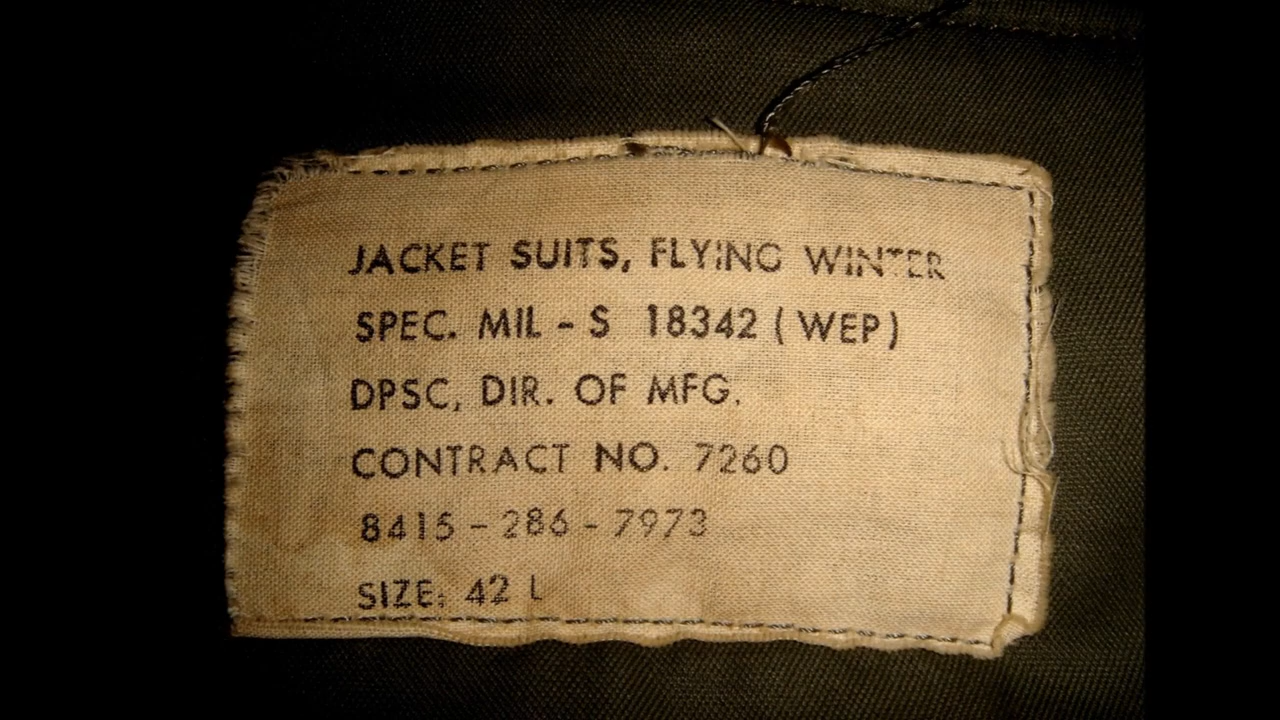 JACKET SUITS, FLYING WINTER
SPEC. MIL - S 18342 (WEP)
DPSC, DIR. OF MFG.
CONTRACT NO. 7260
8415 - 286 - 7973
SIZE: 42 L